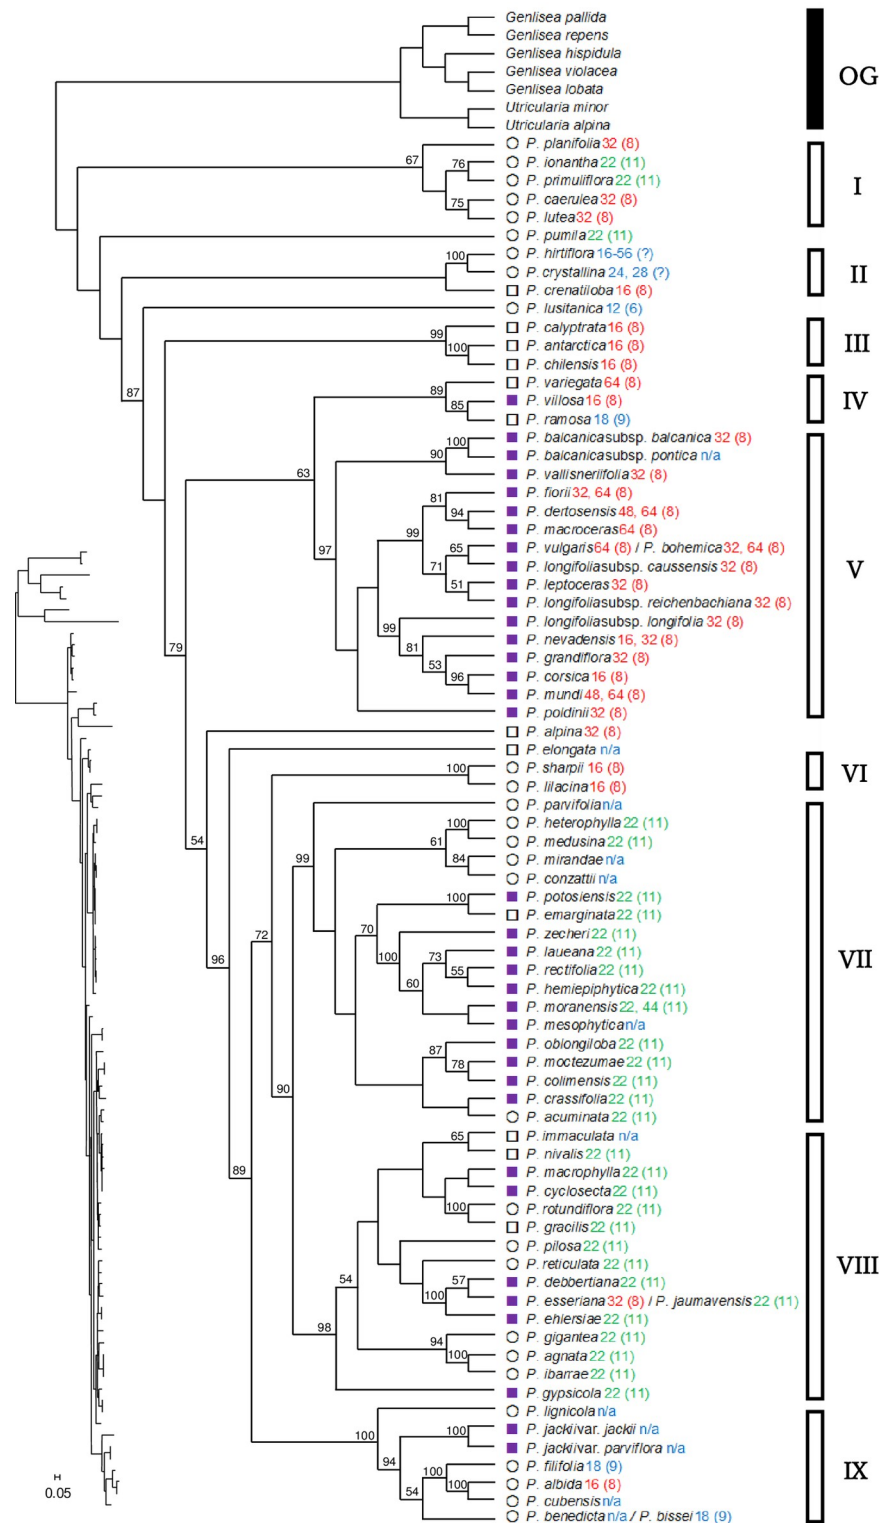 Genlisea pallida
Genlisea repens
Genlisea hispidula
Genlisea violacea
Genlisea lobata
OG
Utricularia minor
Utricularia alpina
P. planifolia 32 (8)
67
76
P. ionantha 22 (11)
P. primuliflora 22 (11)
I
75
P. caerulea 32 (8)
P. lutea 32 (8)
P. pumila 22 (11)
100
P. hirtiflora 16-56 (?)
P. crystallina 24, 28 (?)
II
P. crenatiloba 16 (8)
P. lusitanica 12 (6)
99
P. calyptrata 16 (8)
100
P. antarctica 16 (8)
III
P. chilensis 16 (8)
87
89
P. variegata 64 (8)
85
P. villosa 16 (8)
IV
P. ramosa 18 (9)
100
P. balcanica subsp. balcanica 32 (8)
90
P. balcanica subsp. pontica n/a
63
P. vallisneriifolia 32 (8)
81
P. fiorii 32, 64 (8)
94
P. dertosensis 48, 64 (8)
P. macroceras 64 (8)
99
65
P. vulgaris 64 (8) / P. bohemica 32, 64 (8)
97
71
P. longifolia subsp. caussensis 32 (8)
V
51
P. leptoceras 32 (8)
P. longifolia subsp. reichenbachiana 32 (8)
P. longifolia subsp. longifolia 32 (8)
99
P. nevadensis 16, 32 (8)
79
81
P. grandiflora 32 (8)
53
96
P. corsica 16 (8)
P. mundi 48, 64 (8)
P. poldinii 32 (8)
P. alpina 32 (8)
P. elongata n/a
100
P. sharpii 16 (8)
VI
P. lilacina 16 (8)
P. parvifolia n/a
100
P. heterophylla 22 (11)
54
61
P. medusina 22 (11)
99
84
P. mirandae n/a
P. conzattii n/a
100
P. potosiensis 22 (11)
P. emarginata 22 (11)
70
P. zecheri 22 (11)
72
73
P. laueana 22 (11)
VII
96
100
55
P. rectifolia 22 (11)
60
P. hemiepiphytica 22 (11)
P. moranensis 22, 44 (11)
P. mesophytica n/a
87
P. oblongiloba 22 (11)
78
P. moctezumae 22 (11)
P. colimensis 22 (11)
90
P. crassifolia 22 (11)
P. acuminata 22 (11)
65
P. immaculata n/a
P. nivalis 22 (11)
89
P. macrophylla 22 (11)
P. cyclosecta 22 (11)
100
P. rotundiflora 22 (11)
P. gracilis 22 (11)
P. pilosa 22 (11)
P. reticulata 22 (11)
VIII
54
57
P. debbertiana 22 (11)
100
P. esseriana 32 (8) / P. jaumavensis 22 (11)
P. ehlersiae 22 (11)
98
94
P. gigantea 22 (11)
100
P. agnata 22 (11)
P. ibarrae 22 (11)
P. gypsicola 22 (11)
P. lignicola n/a
100
100
P. jackii var. jackii n/a
P. jackii var. parviflora n/a
94
100
P. filifolia 18 (9)
IX
54
100
P. albida 16 (8)
0.05
P. cubensis n/a
P. benedicta n/a / P. bissei 18 (9)